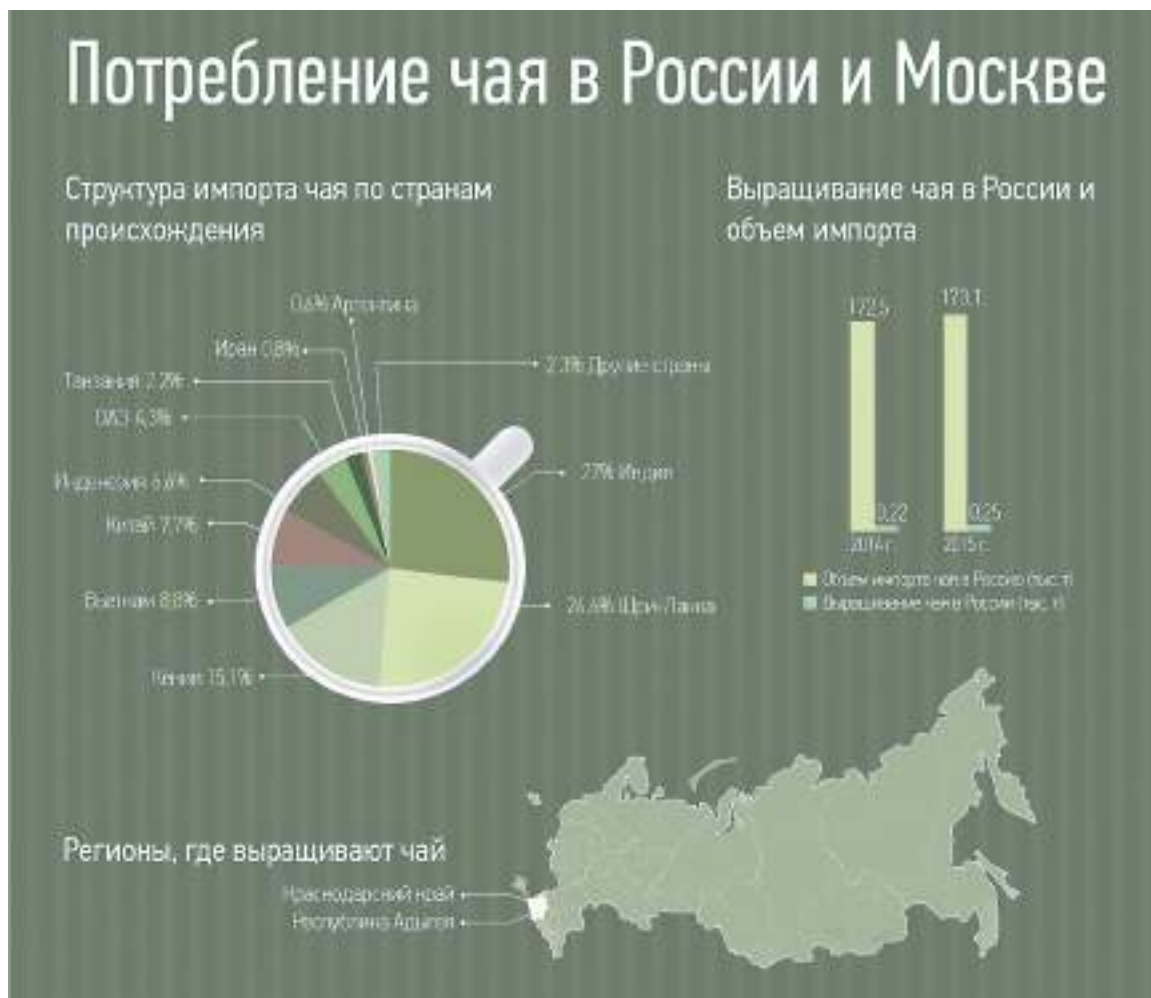 Потребление чая в России и Москве
Структура импорта чая по странам
происхождения
Выращивание чая в России и
объем импорта
0,6% Аргентина
Иран 0,8%
Танзания 2,2%
ОАЭ 4,3%
Индонезия 6,6%
Китай 7,7%
Вьетнам 8,8%
Кения 15,1%
2,3% Другие страны
27% Индия
24,6% Шри-Ланка
172,5
173,1
0,22
0,25
2014 г.
2015 г.
Объем импорта чая в Россию (тыс. т)
Выращивание чая в России (тыс. т)
Регионы, где выращивают чай
Краснодарский край
Республика Адыгея